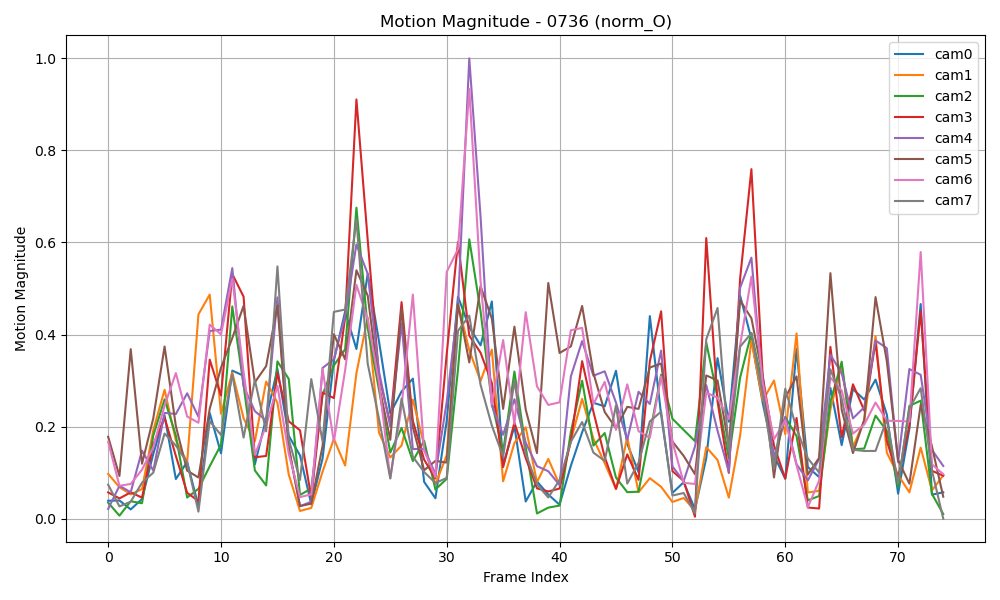 Motion Magnitude - 0736 (norm_O)
1.0
0.8
0.6
0.4
0.2
0.0
Motion Magnitude
0 10 20 30 40 50 60 70
Frame Index
cam0
cam1
cam2
cam3
cam4
cam5
cam6
cam7